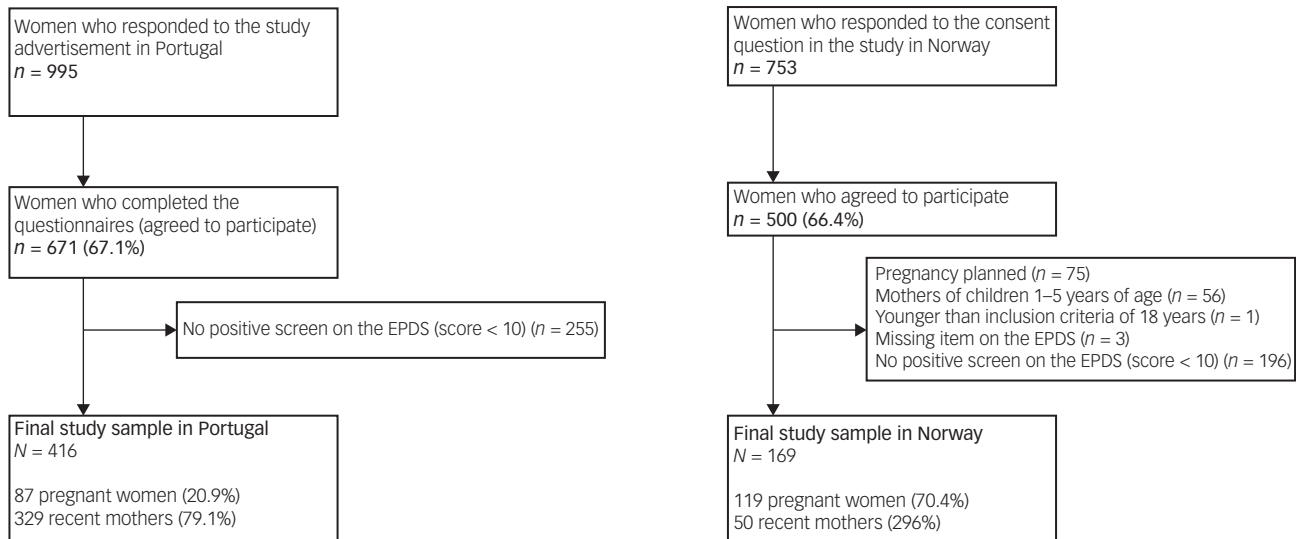 Women who responded to the study
advertisement in Portugal
n = 995
Women who completed the
questionnaires (agreed to participate)
n = 671 (67.1%)
No positive screen on the EPDS (score < 10) (n = 255)
Final study sample in Portugal
N = 416
87 pregnant women (20.9%)
329 recent mothers (79.1%)
Women who responded to the consent
question in the study in Norway
n = 753
Women who agreed to participate
n = 500 (66.4%)
Pregnancy planned (n = 75)
Mothers of children 1–5 years of age (n = 56)
Younger than inclusion criteria of 18 years (n = 1)
Missing item on the EPDS (n = 3)
No positive screen on the EPDS (score < 10) (n = 196)
Final study sample in Norway
N = 169
119 pregnant women (70.4%)
50 recent mothers (296%)